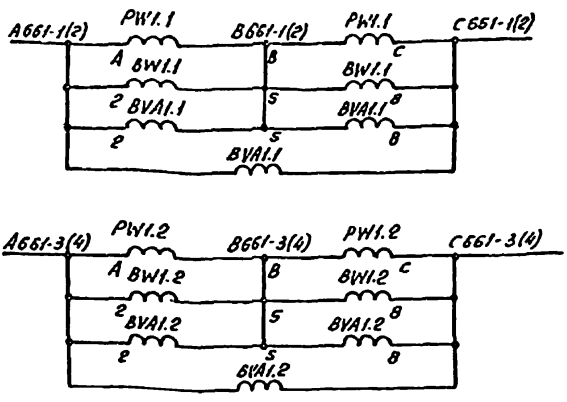 А661-1(2) PW1.1 В661-1(2) PW1.1 С661-1(2)
А В С
BW1.1 BW1.1
2 5 8
BVA1.1 BVA1.1
2 5 8
BVA1.1
А661-3(4) PW1.2 В661-3(4) PW1.2 С661-3(4)
А В С
BW1.2 BW1.2
2 5 8
BVA1.2 BVA1.2
2 5 8
BVA1.2